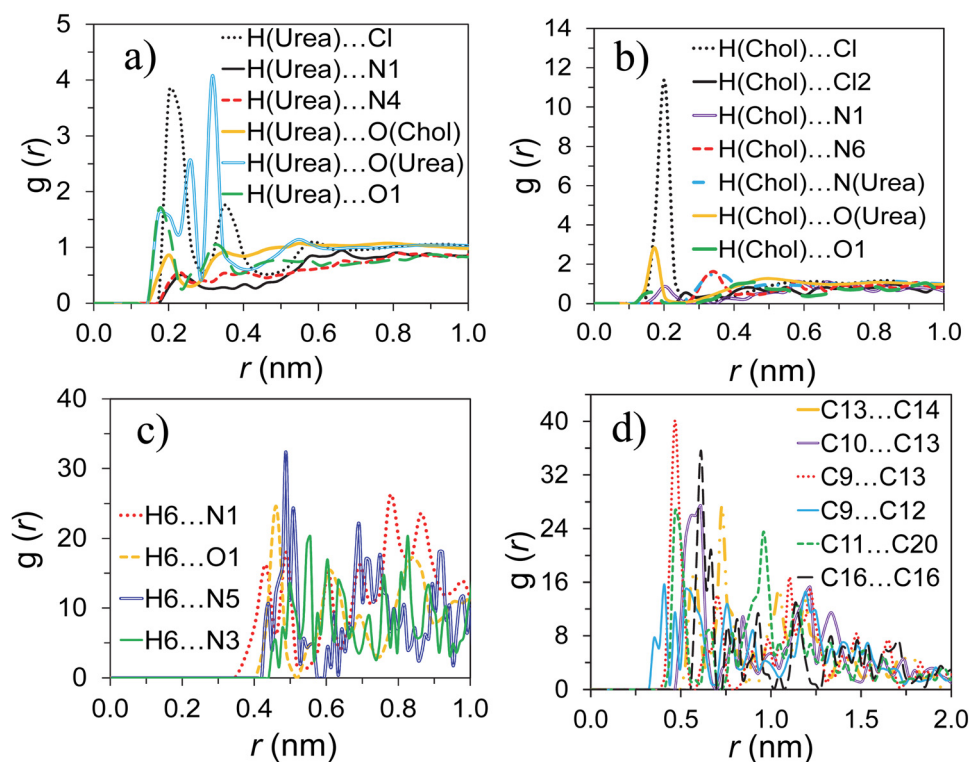 a)
g (r)
5
4
3
2
1
0
H(Urea)...Cl
H(Urea)...N1
H(Urea)...N4
H(Urea)...O(Chol)
H(Urea)...O(Urea)
H(Urea)...O1
0.0 0.2 0.4 0.6 0.8 1.0
r (nm)
b)
g (r)
14
12
10
8
6
4
2
0
H(Chol)...Cl
H(Chol)...Cl2
H(Chol)...N1
H(Chol)...N6
H(Chol)...N(Urea)
H(Chol)...O(Urea)
H(Chol)...O1
0.0 0.2 0.4 0.6 0.8 1.0
r (nm)
c)
g (r)
40
30
20
10
0
H6...N1
H6...O1
H6...N5
H6...N3
0.0 0.2 0.4 0.6 0.8 1.0
r (nm)
d)
g (r)
40
32
24
16
8
0
C13...C14
C10...C13
C9...C13
C9...C12
C11...C20
C16...C16
0.0 0.5 1.0 1.5 2.0
r (nm)